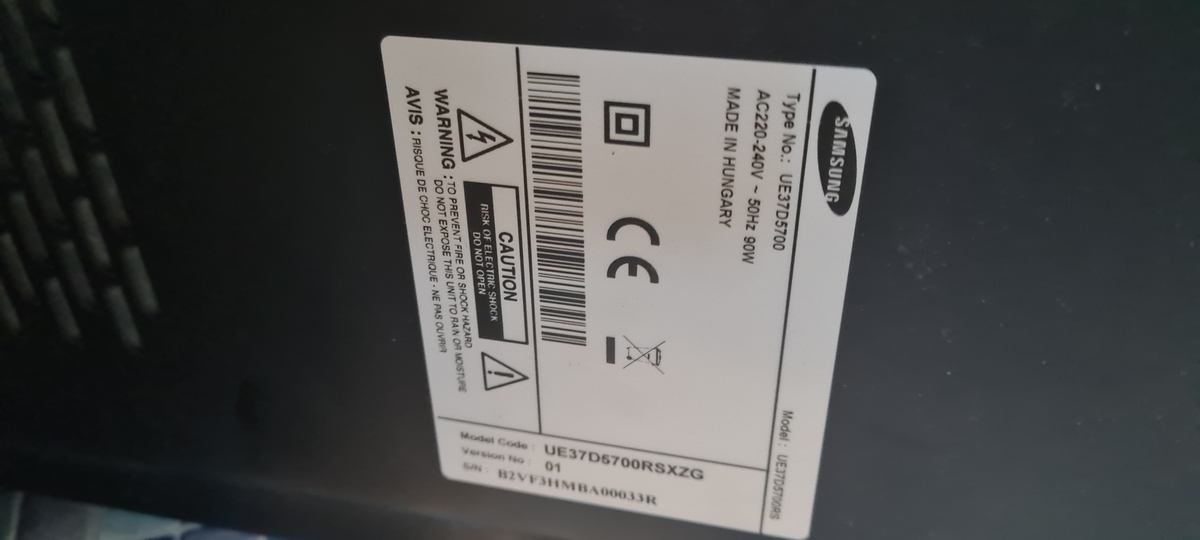 SAMSUNG
Type No.: UE37D5700
Model : UE37D5700RS
AC220-240V ~ 50Hz 90W
MADE IN HUNGARY
CE
CAUTION
RISK OF ELECTRIC SHOCK
DO NOT OPEN
WARNING : TO PREVENT FIRE OR SHOCK HAZARD
DO NOT EXPOSE THIS UNIT TO RAIN OR MOISTURE
AVIS : RISQUE DE CHOC ELECTRIQUE - NE PAS OUVRIR
Model Code : UE37D5700RSXZG
Version No : 01
S/N : B2VF3HMBA00033R